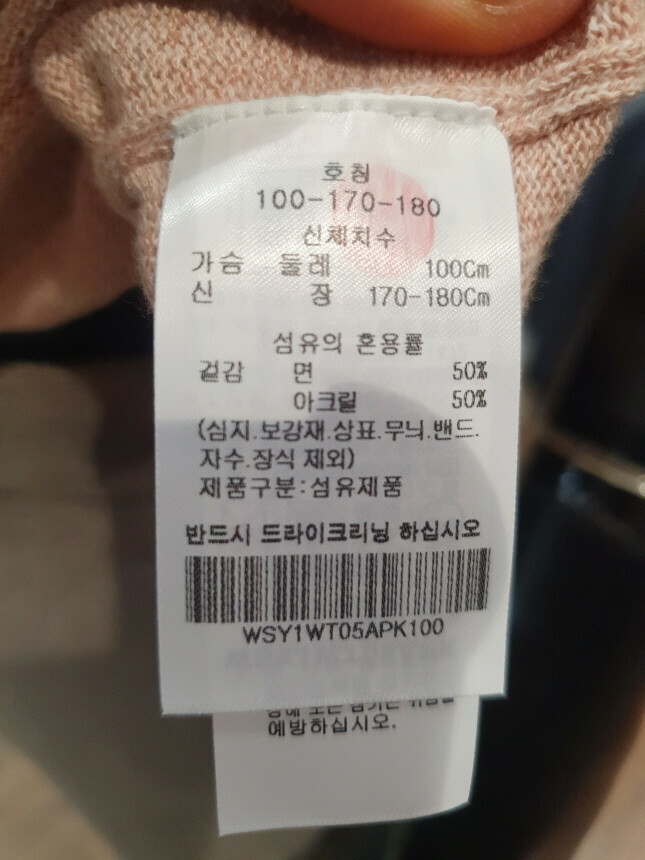 호칭
100-170-180
신체치수
가슴 둘레 100Cm
신 장 170-180Cm
섬유의 혼용률
겉감 면 50%
아크릴 50%
(심지.보강재.상표.무늬.밴드.
자수.장식 제외)
제품구분:섬유제품
반드시 드라이크리닝 하십시오
WSY1WT05APK100
예방하십시오.